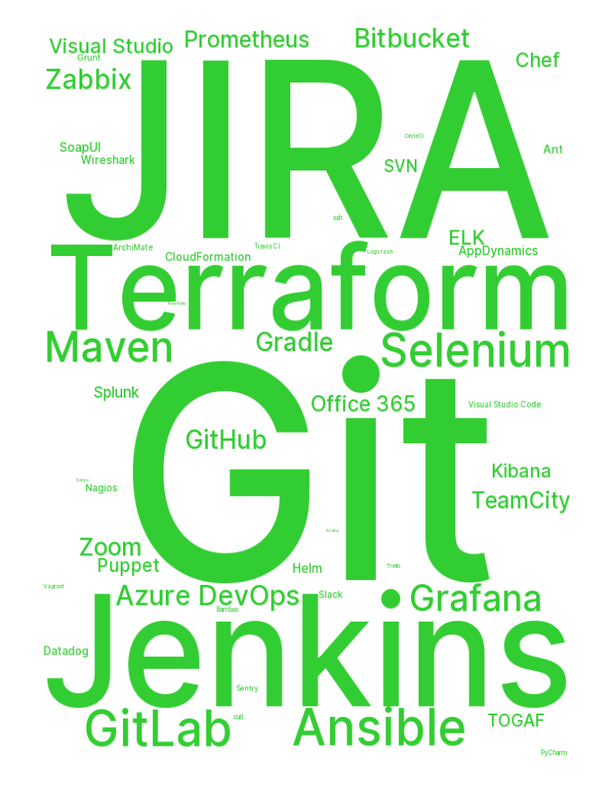 Visual Studio
Prometheus
Bitbucket
Grunt
Chef
Zabbix
JIRA
CircleCI
SoapUI
Ant
Wireshark
SVN
ssh
ELK
ArchiMate
Travis CI
Logstash
AppDynamics
CloudFormation
Terraform
Maven
Gradle
Selenium
Splunk
Office 365
Visual Studio Code
Git
GitHub
Kibana
Nagios
TeamCity
Zoom
Puppet
Helm
Trello
Vagrant
Azure DevOps
Slack
Grafana
Bamboo
Jenkins
Datadog
Sentry
GitLab
curl
Ansible
TOGAF
PyCharm